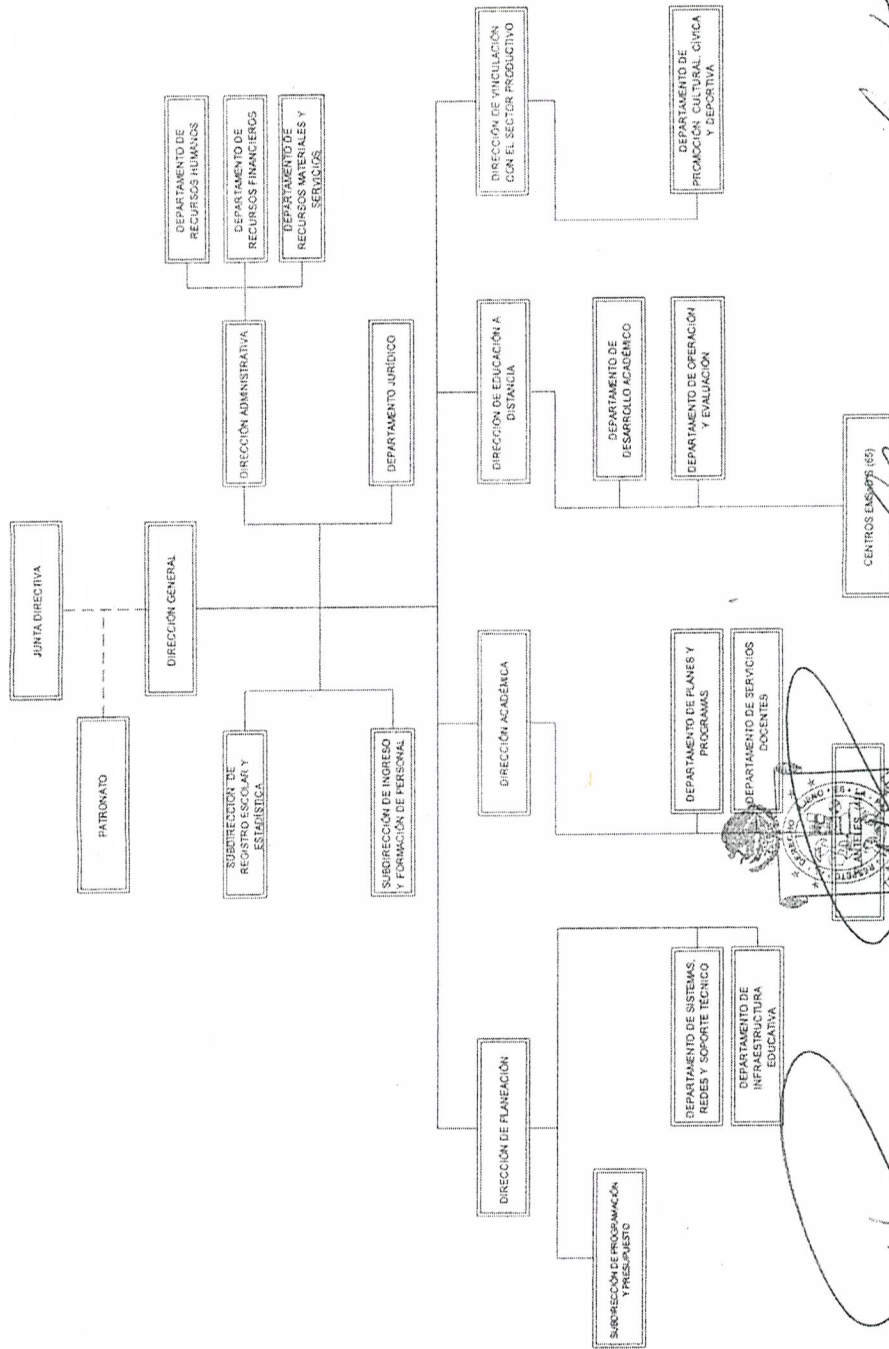 JUNTA DIRECTIVA
PATRONATO
DIRECCIÓN GENERAL
SUBDIRECCIÓN DE
REGISTRO ESCOLAR Y
ESTADÍSTICA
DIRECCIÓN ADMINISTRATIVA
DEPARTAMENTO DE
RECURSOS HUMANOS
DEPARTAMENTO DE
RECURSOS FINANCIEROS
DEPARTAMENTO DE
RECURSOS MATERIALES Y
SERVICIOS
SUBDIRECCIÓN DE INGRESO
Y FORMACIÓN DE PERSONAL
DEPARTAMENTO JURÍDICO
DIRECCIÓN DE PLANEACIÓN
DIRECCIÓN ACADÉMICA
DIRECCIÓN DE EDUCACIÓN A
DISTANCIA
DIRECCIÓN DE VINCULACIÓN
CON EL SECTOR PRODUCTIVO
SUBDIRECCIÓN DE PROGRAMACIÓN
Y PRESUPUESTO
DEPARTAMENTO DE SISTEMAS,
REDES Y SOPORTE TÉCNICO
DEPARTAMENTO DE
INFRAESTRUCTURA
EDUCATIVA
DEPARTAMENTO DE PLANES Y
PROGRAMAS
DEPARTAMENTO DE SERVICIOS
DOCENTES
DEPARTAMENTO DE
DESARROLLO ACADÉMICO
DEPARTAMENTO DE OPERACIÓN
Y EVALUACIÓN
DEPARTAMENTO DE
PROMOCIÓN CULTURAL, CÍVICA
Y DEPORTIVA
CENTROS (65)